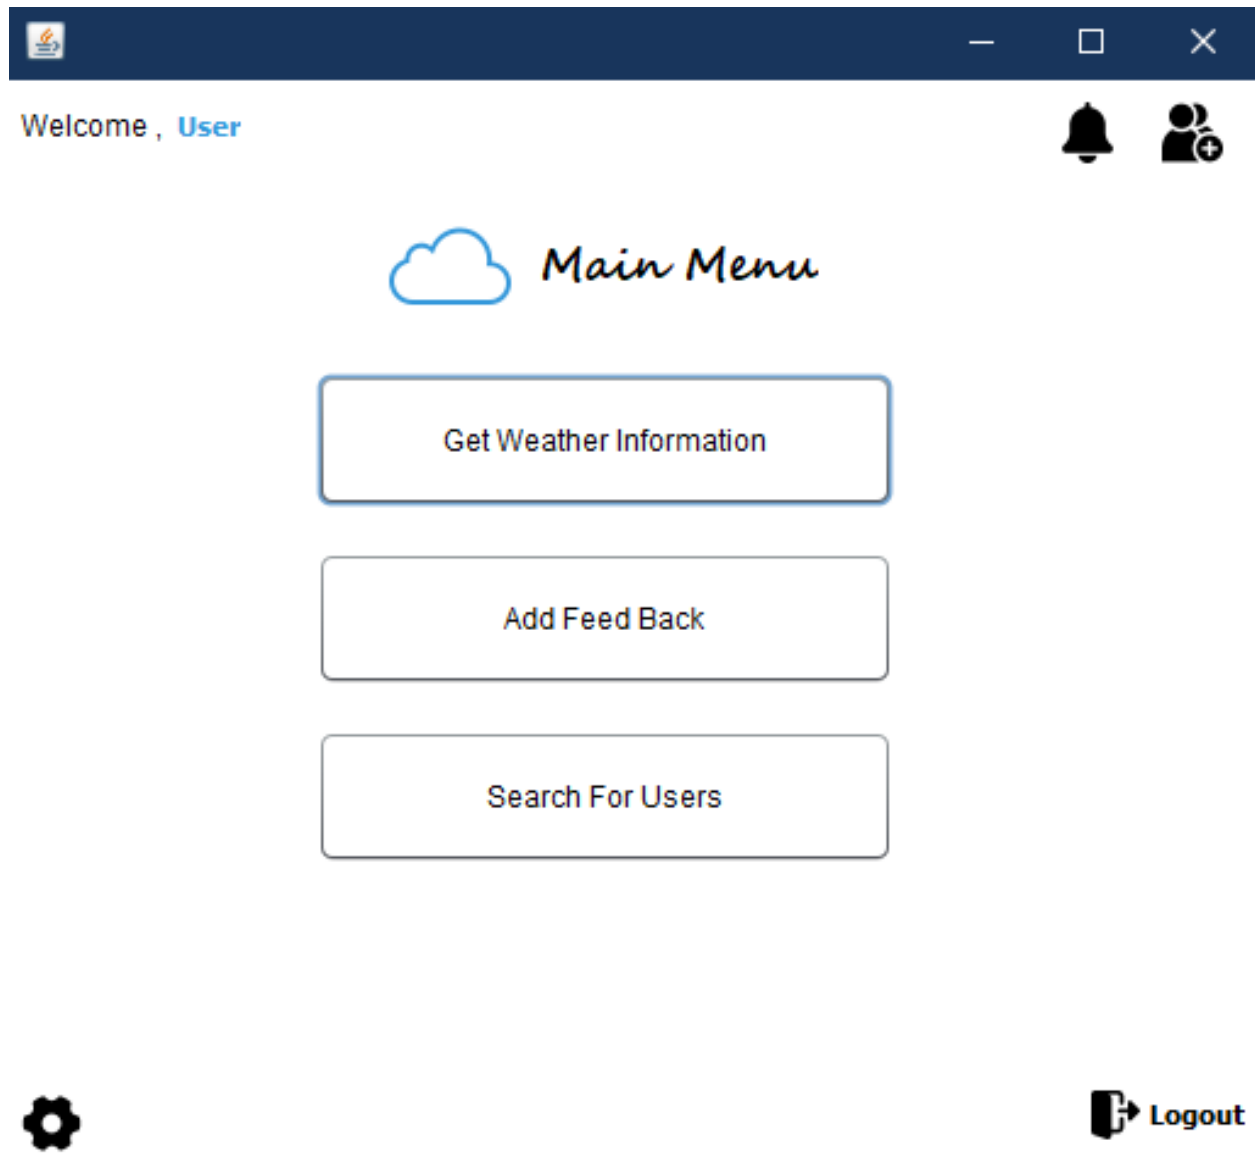 Welcome , User
Main Menu
Get Weather Information
Add Feed Back
Search For Users
Logout